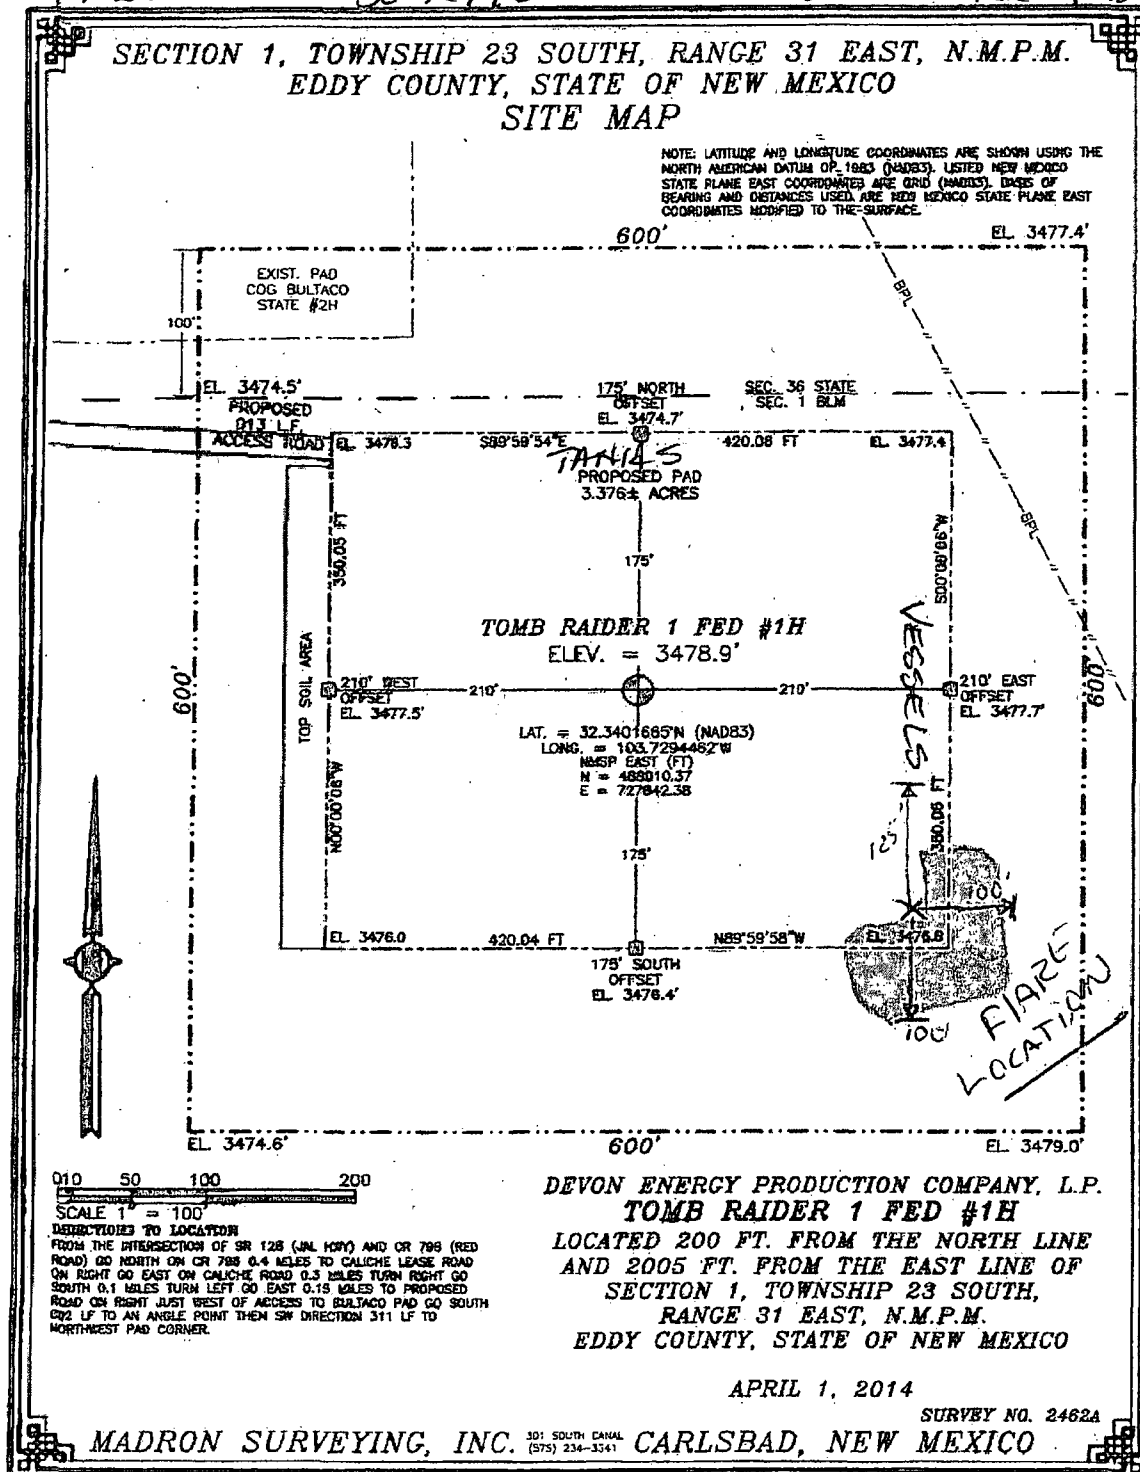 SECTION 1, TOWNSHIP 23 SOUTH, RANGE 31 EAST, N.M.P.M.
EDDY COUNTY, STATE OF NEW MEXICO
SITE MAP
NOTE: LATITUDE AND LONGITUDE COORDINATES ARE SHOWN USING THE
NORTH AMERICAN DATUM OF 1983 (NAD83). LISTED NEW MEXICO
STATE PLANE EAST COORDINATES ARE GRID (NAD83). BASIS OF
BEARING AND DISTANCES USED ARE NEW MEXICO STATE PLANE EAST
COORDINATES MODIFIED TO THE SURFACE.
600'
EL. 3477.4'
EXIST. PAD
COG BULTACO
STATE #2H
BPL
100'
EL. 3474.5'
175' NORTH
OFFSET
EL. 3474.7'
SEC. 36 STATE
SEC. 1 BLM
PROPOSED
913 L.F.
ACCESS ROAD
EL. 3476.3
S89°59'54"E
420.08 FT
EL. 3477.4
TANKS
PROPOSED PAD
3.376± ACRES
BPL
350.05 FT
175'
S00°00'06"W
TOMB RAIDER 1 FED #1H
ELEV. = 3478.9'
VESSELS
TOP SOIL AREA
600'
210' WEST
OFFSET
EL. 3477.5'
210'
210'
210' EAST
OFFSET
EL. 3477.7'
600'
LAT. = 32.3401685°N (NAD83)
LONG. = 103.7294462°W
NMSP EAST (FT)
N = 488010.37
E = 727842.38
N00°00'06"W
350.05 FT
125'
175'
100'
EL. 3476.0
420.04 FT
N89°59'58"W
EL. 3476.8
175' SOUTH
OFFSET
EL. 3476.4'
100'
FLARE
LOCATION
EL. 3474.6'
600'
EL. 3479.0'
010 50 100 200
SCALE 1" = 100'
DIRECTIONS TO LOCATION
FROM THE INTERSECTION OF SR 128 (JAL HWY) AND CR 798 (RED
ROAD) GO NORTH ON CR 798 0.4 MILES TO CALICHE LEASE ROAD
ON RIGHT GO EAST ON CALICHE ROAD 0.3 MILES TURN RIGHT GO
SOUTH 0.1 MILES TURN LEFT GO EAST 0.15 MILES TO PROPOSED
ROAD ON RIGHT JUST WEST OF ACCESS TO BULTACO PAD GO SOUTH
602 LF TO AN ANGLE POINT THEN SW DIRECTION 311 LF TO
NORTHWEST PAD CORNER.
DEVON ENERGY PRODUCTION COMPANY, L.P.
TOMB RAIDER 1 FED #1H
LOCATED 200 FT. FROM THE NORTH LINE
AND 2005 FT. FROM THE EAST LINE OF
SECTION 1, TOWNSHIP 23 SOUTH,
RANGE 31 EAST, N.M.P.M.
EDDY COUNTY, STATE OF NEW MEXICO
APRIL 1, 2014
SURVEY NO. 2462A
MADRON SURVEYING, INC. 301 SOUTH CANAL (575) 234-3341 CARLSBAD, NEW MEXICO